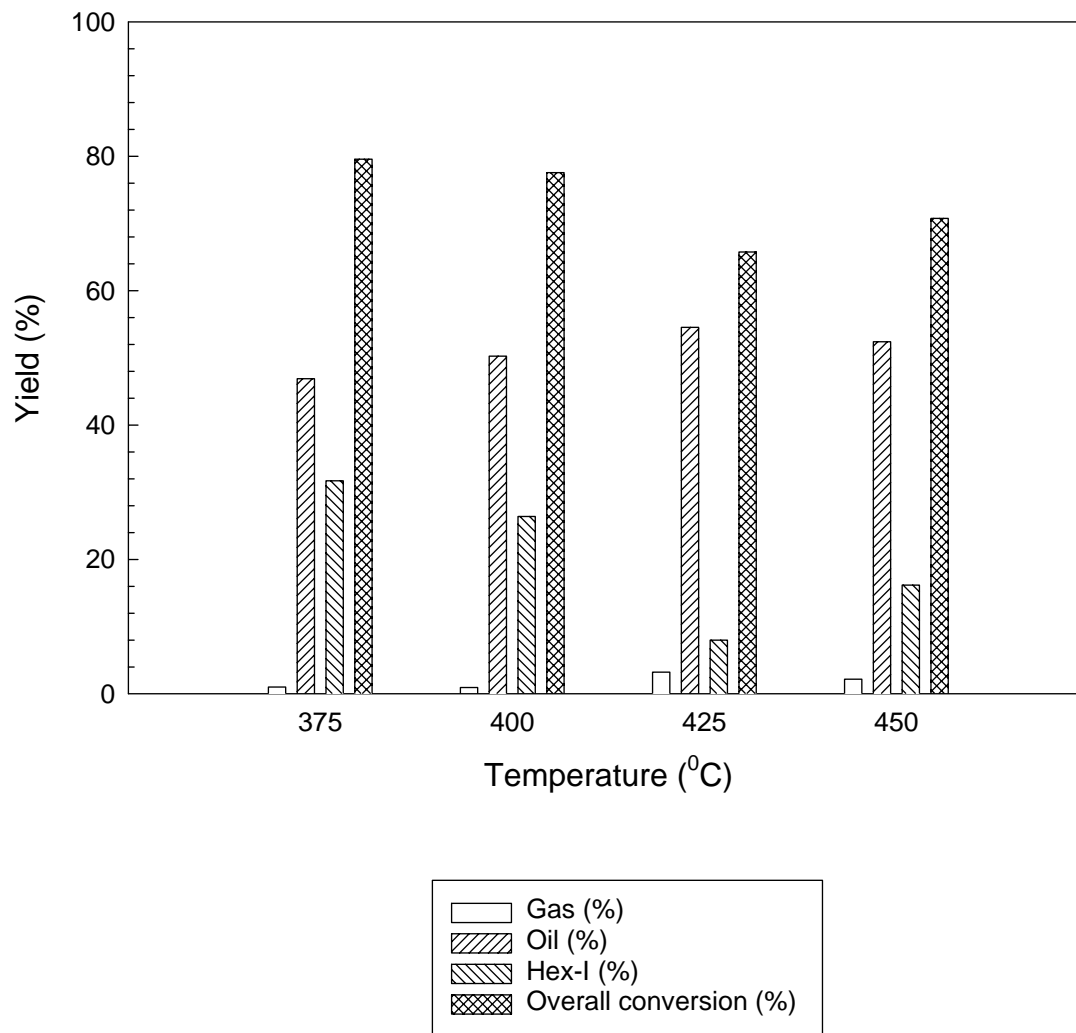 100
80
60
40
20
0
Yield (%)
375 400 425 450
Temperature (⁰C)
Gas (%)
Oil (%)
Hex-I (%)
Overall conversion (%)